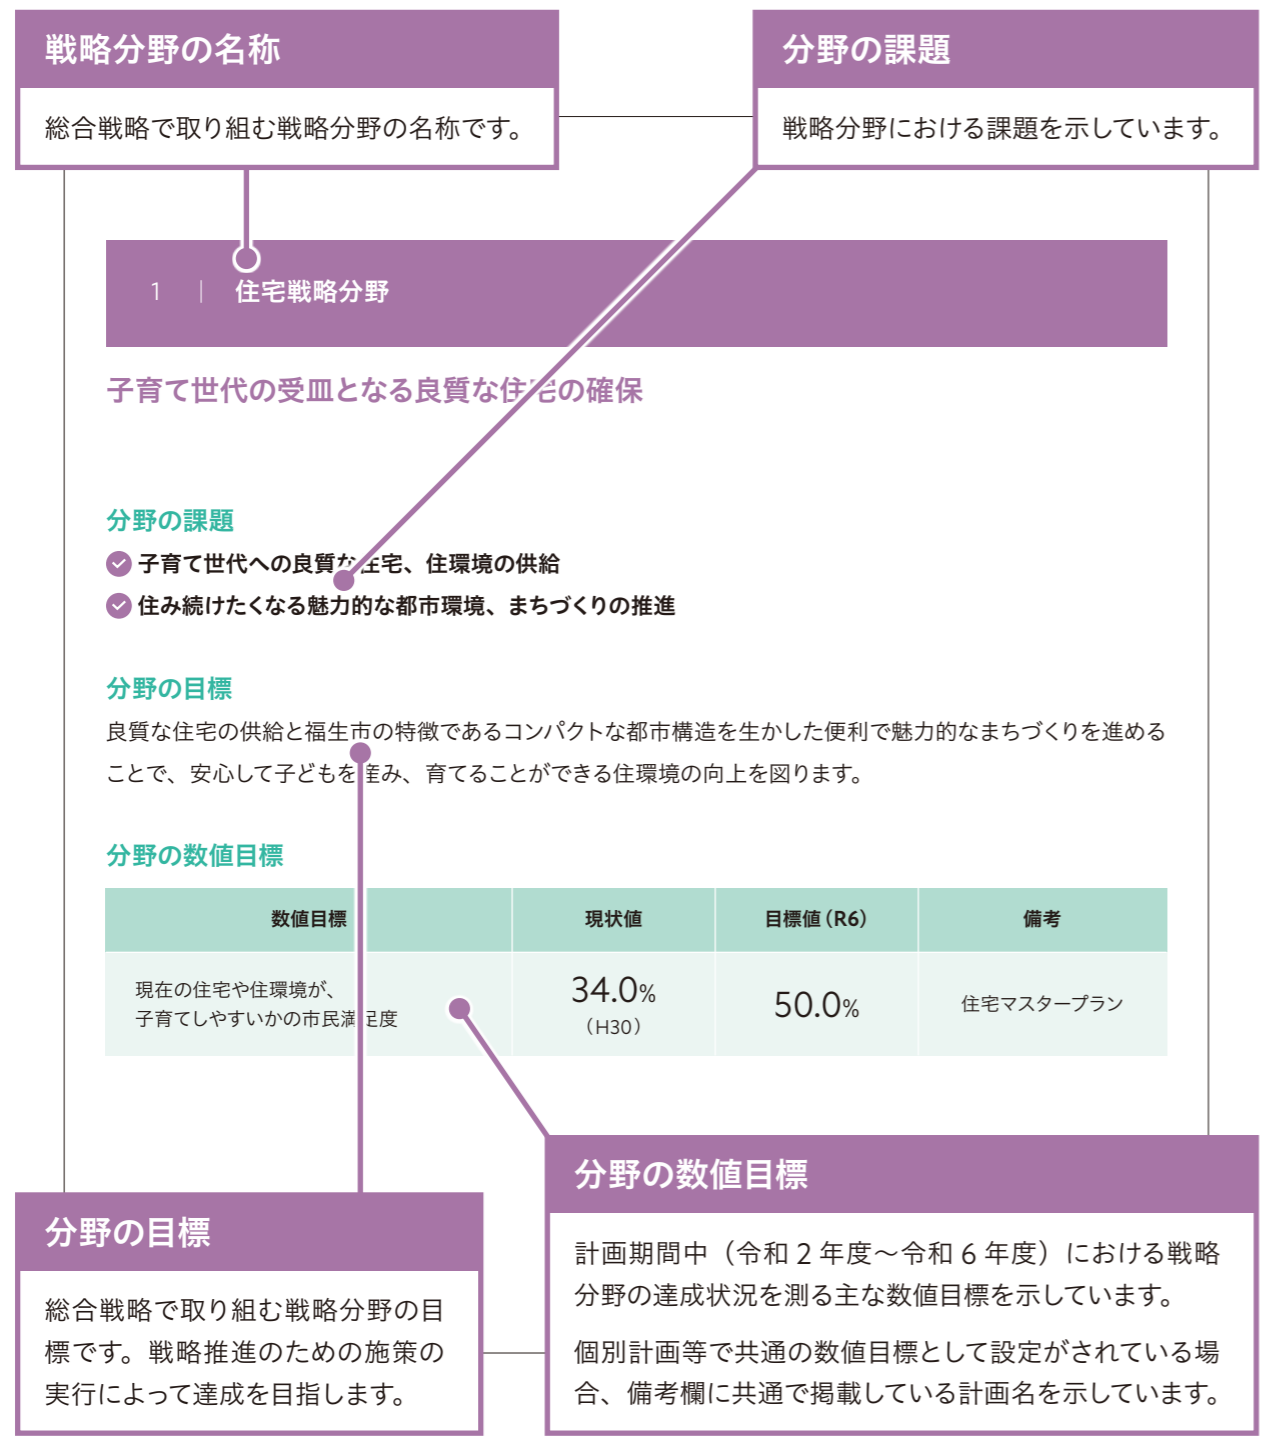 戦略分野の名称
総合戦略で取り組む戦略分野の名称です。
分野の課題
戦略分野における課題を示しています。
1 | 住宅戦略分野
子育て世代の受皿となる良質な住宅の確保
分野の課題
子育て世代への良質な住宅、住環境の供給
住み続けたくなる魅力的な都市環境、まちづくりの推進
分野の目標
良質な住宅の供給と福生市の特徴であるコンパクトな都市構造を生かした便利で魅力的なまちづくりを進める
ことで、安心して子どもを産み、育てることができる住環境の向上を図ります。
分野の数値目標
数値目標 現状値 目標値（R6） 備考
現在の住宅や住環境が、
子育てしやすいかの市民満足度
34.0%
（H30）
50.0%
住宅マスタープラン
分野の目標
総合戦略で取り組む戦略分野の目
標です。戦略推進のための施策の
実行によって達成を目指します。
分野の数値目標
計画期間中（令和 2 年度～令和 6 年度）における戦略
分野の達成状況を測る主な数値目標を示しています。
個別計画等で共通の数値目標として設定がされている場
合、備考欄に共通で掲載している計画名を示しています。